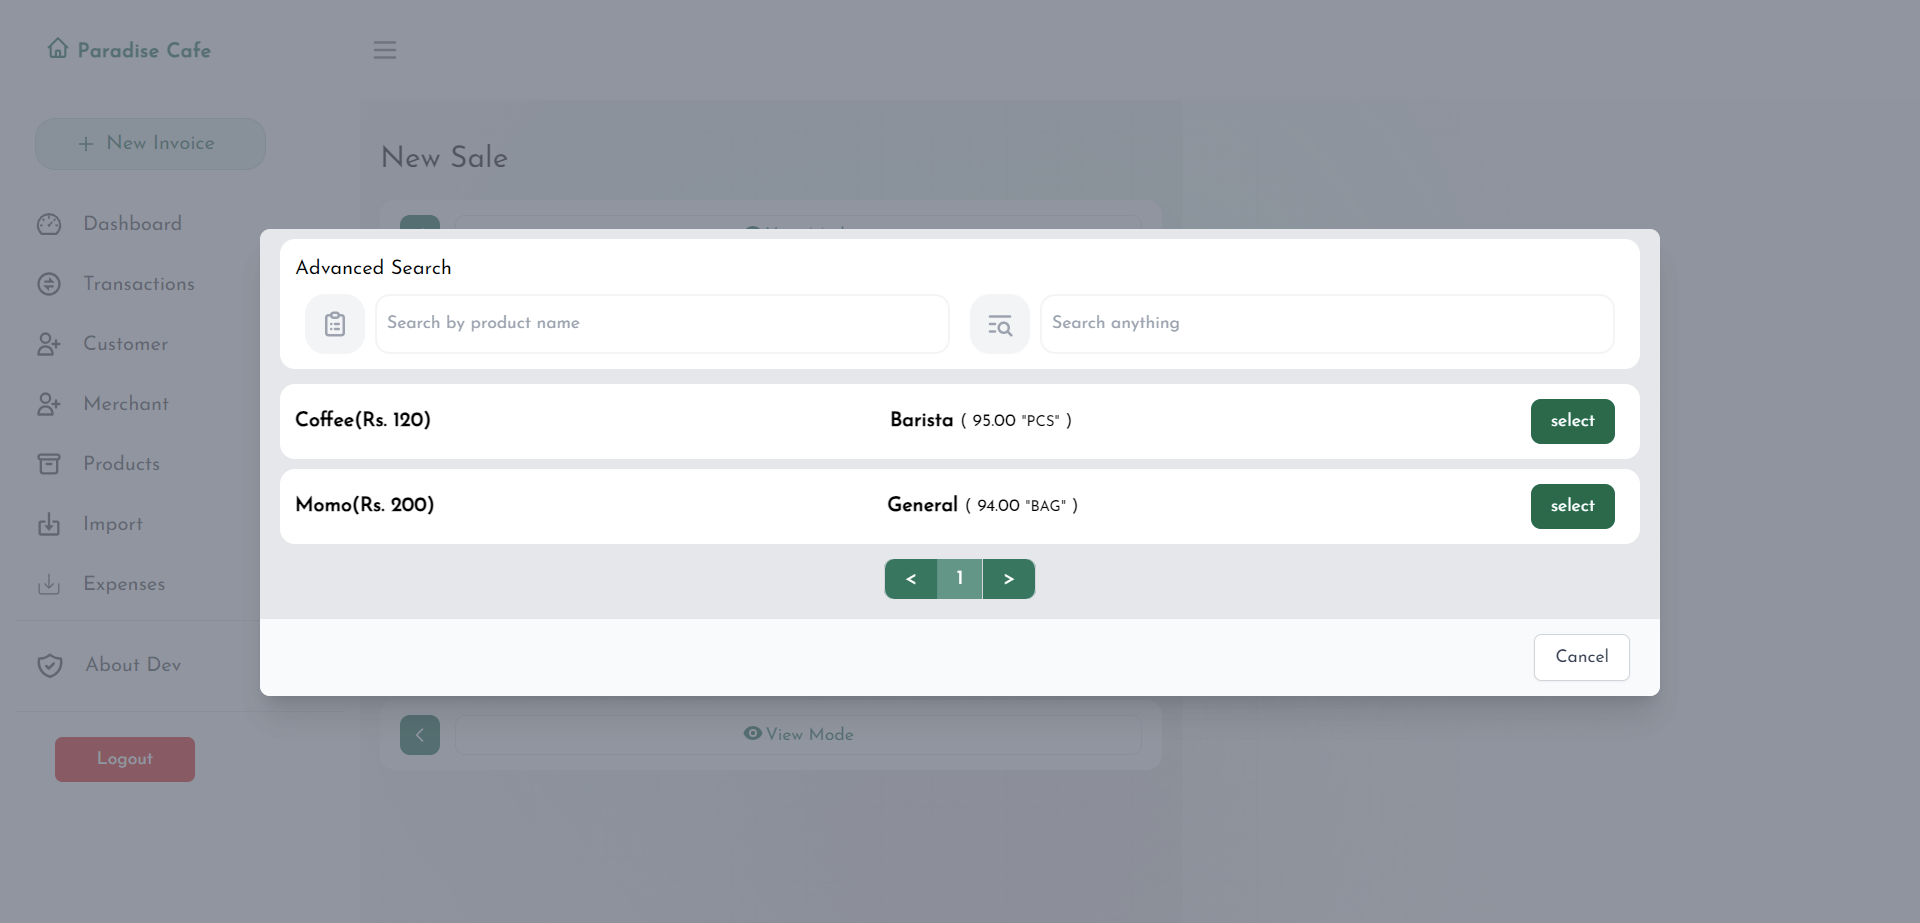 Paradise Cafe
+ New Invoice
New Sale
Dashboard
Transactions
Customer
Merchant
Products
Import
Expenses
About Dev
Logout
Advanced Search
Search by product name
Search anything
Coffee(Rs. 120)
Barista ( 95.00 "PCS" )
select
Momo(Rs. 200)
General ( 94.00 "BAG" )
select
< 1 >
Cancel
View Mode